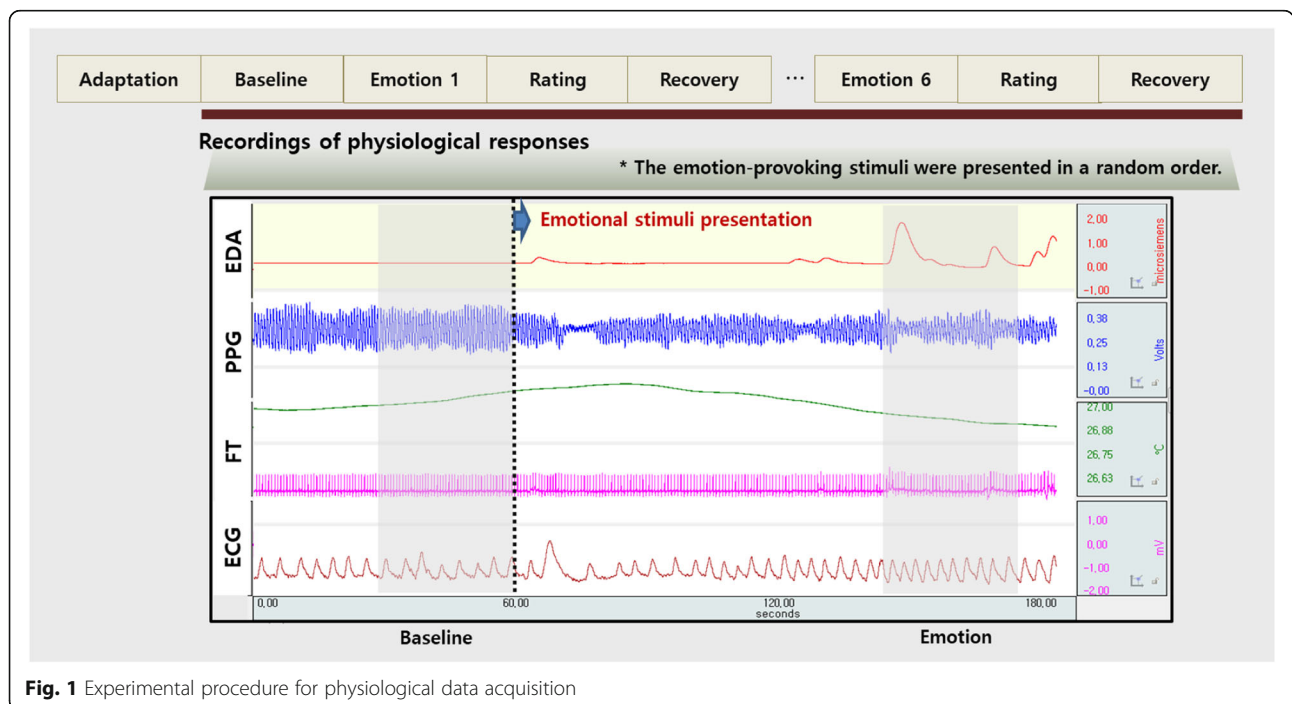 Adaptation Baseline Emotion 1 Rating Recovery ... Emotion 6 Rating Recovery
Recordings of physiological responses
* The emotion-provoking stimuli were presented in a random order.
Emotional stimuli presentation
EDA
2,00
1,00
0,00
-1,00
microsiemens
PPG
0,38
0,25
0,13
-0,00
Volts
FT
27,00
26,88
26,75
26,63
°C
ECG
1,00
0,00
-1,00
-2,00
mV
0,00 60,00 120,00 180,00
seconds
Baseline Emotion
Fig. 1 Experimental procedure for physiological data acquisition